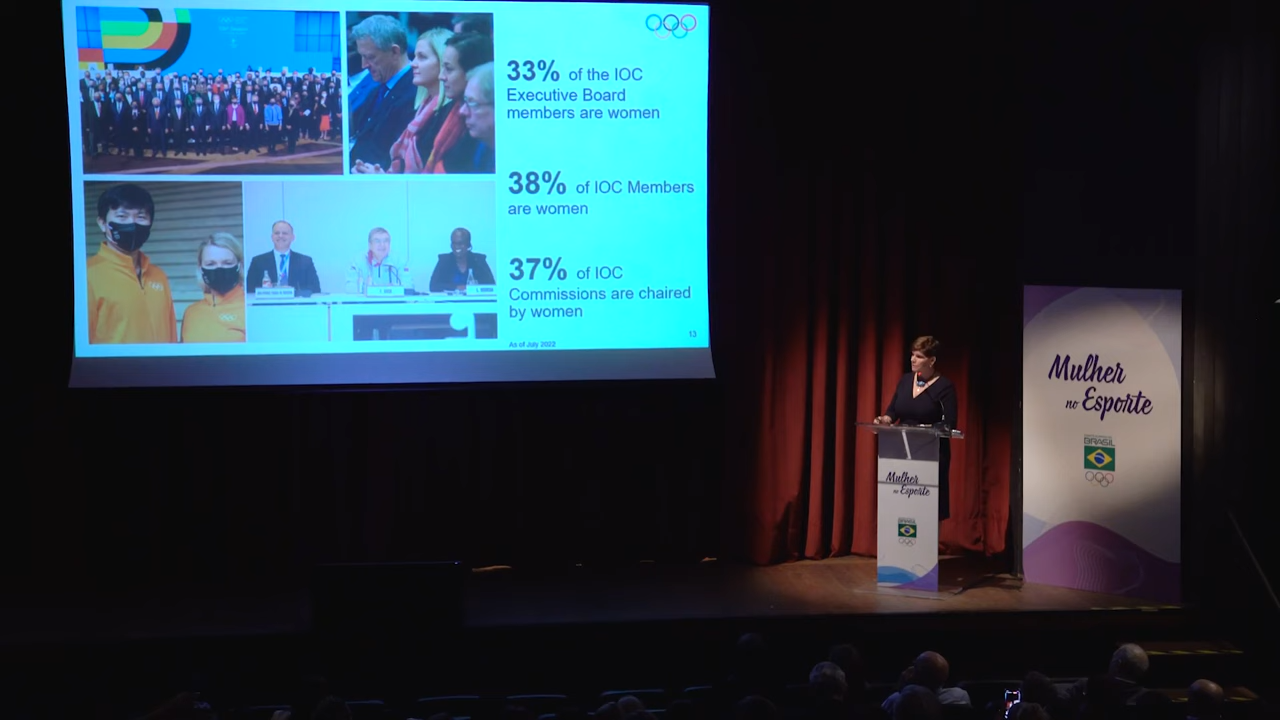 33% of the IOC
Executive Board
members are women
38% of IOC Members
are women
37% of IOC
Commissions are chaired
by women
13
As of July 2022
Mulher
no Esporte
BRASIL
Mulher
no Esporte
BRASIL